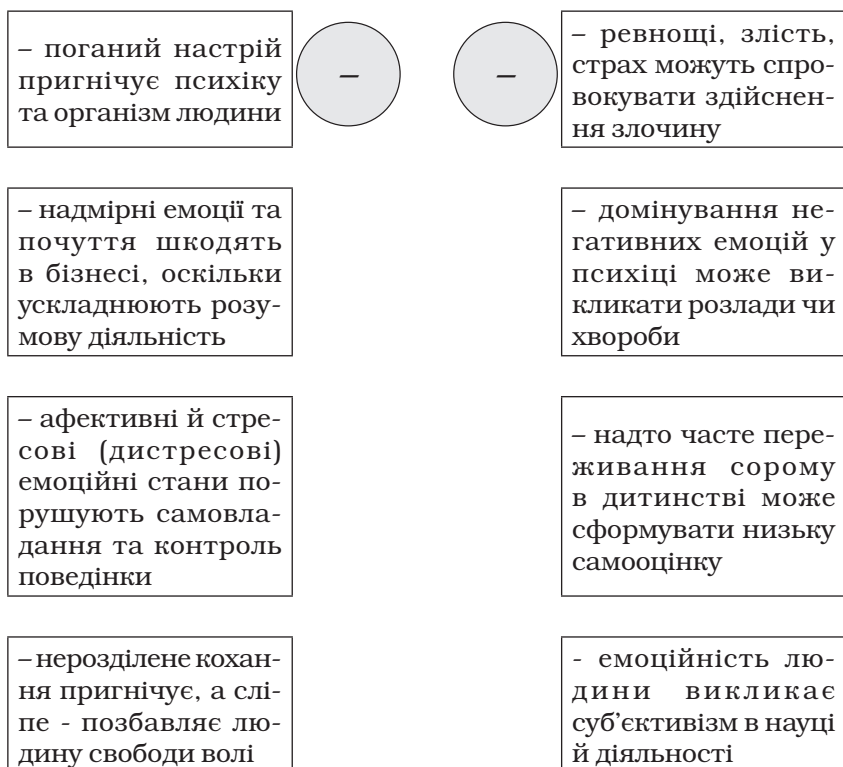 – поганий настрій
пригнічує психіку
та організм людини
–
–
– ревнощі, злість,
страх можуть спро-
вокувати здійснен-
ня злочину
– надмірні емоції та
почуття шкодять
в бізнесі, оскільки
ускладнюють розу-
мову діяльність
– домінування не-
гативних емоцій у
психіці може ви-
кликати розлади чи
хвороби
– афективні й стре-
сові (дистресові)
емоційні стани по-
рушують самовла-
дання та контроль
поведінки
– надто часте пере-
живання сорому
в дитинстві може
сформувати низьку
самооцінку
– нерозділене кохан-
ня пригнічує, а слі-
пе - позбавляє лю-
дину свободи волі
- емоційність лю-
дини викликає
суб’єктивізм в науці
й діяльності